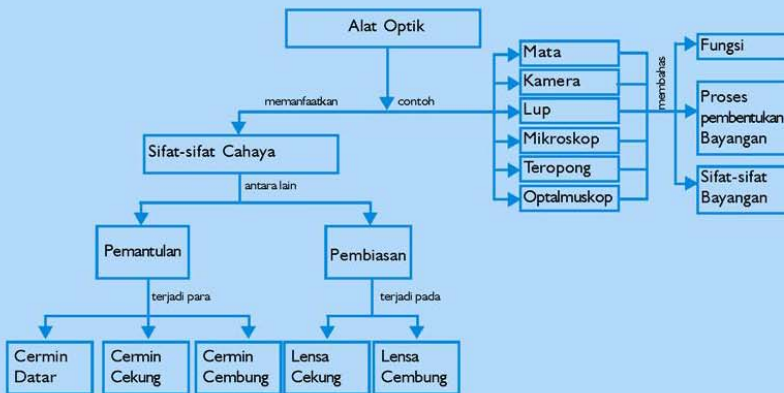 Alat Optik
memanfaatkan
contoh
Mata
Kamera
Lup
Mikroskop
Teropong
Optalmuskop
membahas
Fungsi
Proses
pembentukan
Bayangan
Sifat-sifat
Bayangan
Sifat-sifat Cahaya
antara lain
Pemantulan
Pembiasan
terjadi para
terjadi pada
Cermin
Datar
Cermin
Cekung
Cermin
Cembung
Lensa
Cekung
Lensa
Cembung